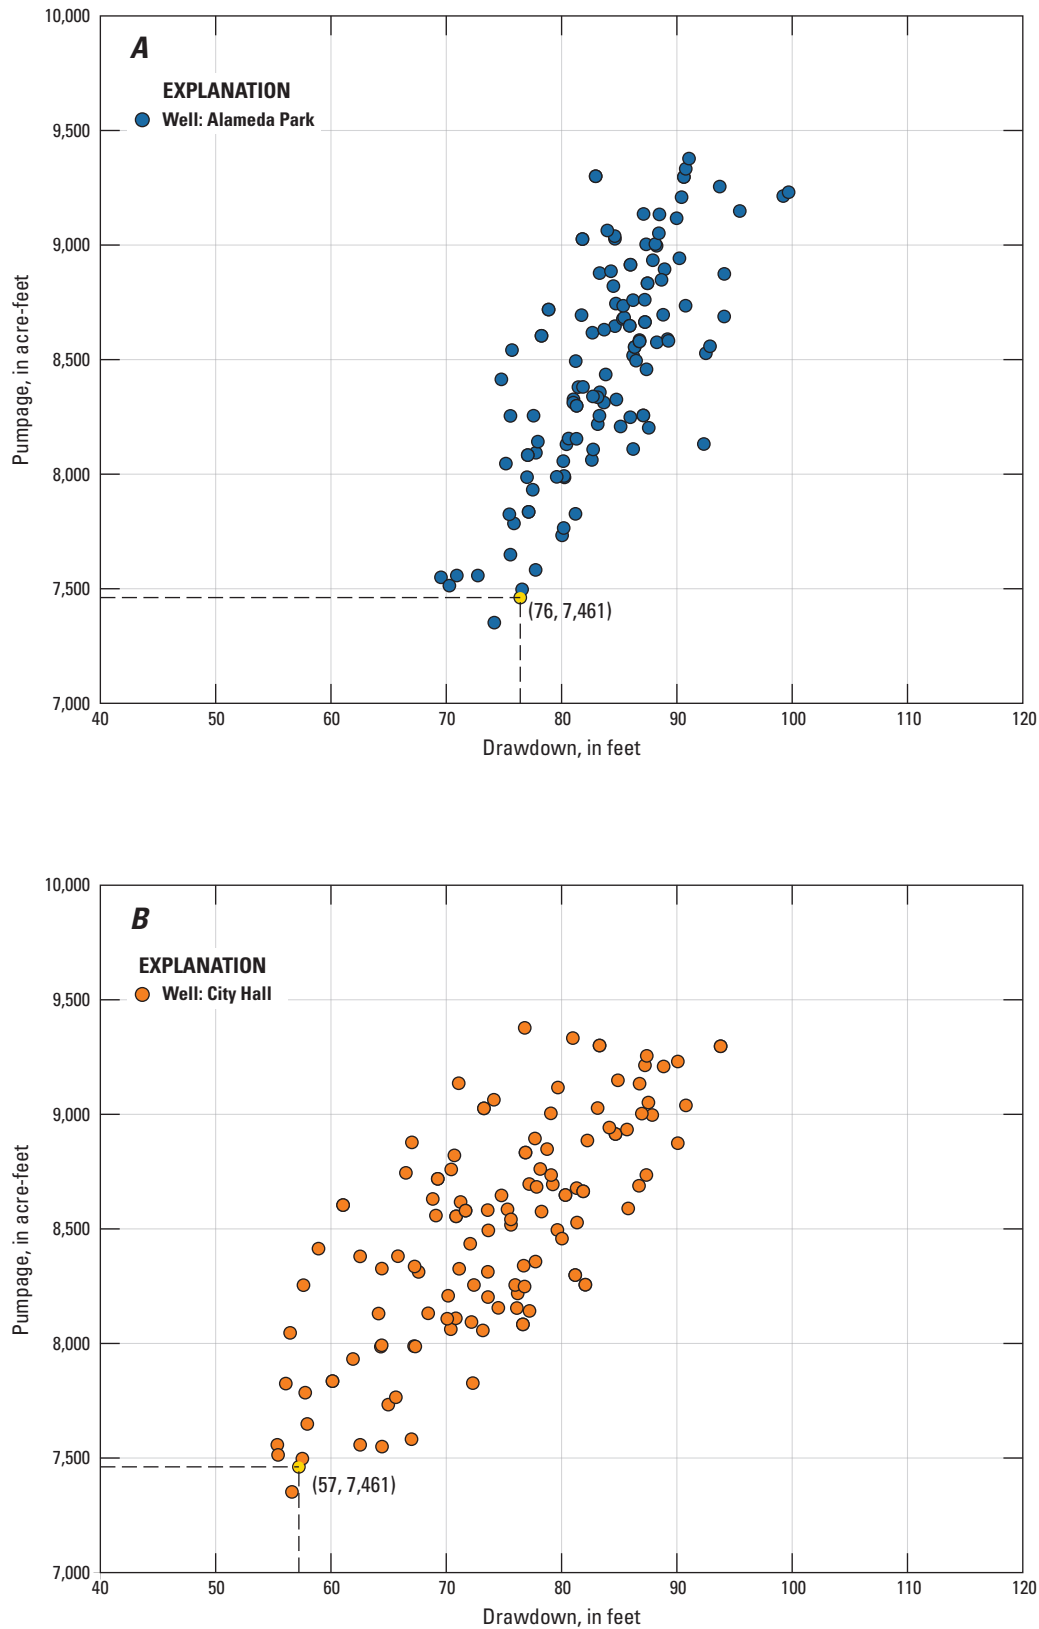 A
EXPLANATION
Well: Alameda Park
10,000
9,500
9,000
8,500
8,000
7,500
7,000
Pumpage, in acre-feet
(76, 7,461)
40 50 60 70 80 90 100 110 120
Drawdown, in feet
B
EXPLANATION
Well: City Hall
10,000
9,500
9,000
8,500
8,000
7,500
7,000
Pumpage, in acre-feet
(57, 7,461)
40 50 60 70 80 90 100 110 120
Drawdown, in feet